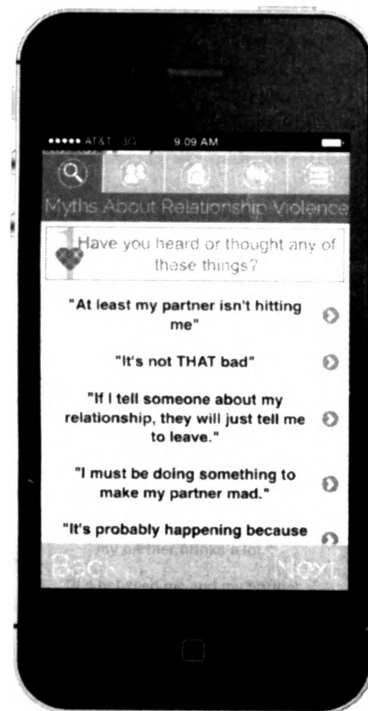 AT&T 3G 9:09 AM
Myths About Relationship Violence
Have you heard or thought any of
these things?
"At least my partner isn't hitting
me"
"It's not THAT bad"
"If I tell someone about my
relationship, they will just tell me
to leave."
"I must be doing something to
make my partner mad."
"It's probably happening because
my partner drinks a lot."
Back Next